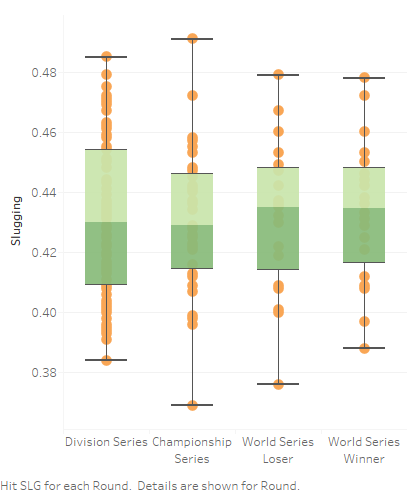 0.48
0.46
0.44
0.42
0.40
0.38
Slugging
Division Series Championship World Series World Series
Series Loser Winner
Hit SLG for each Round. Details are shown for Round.